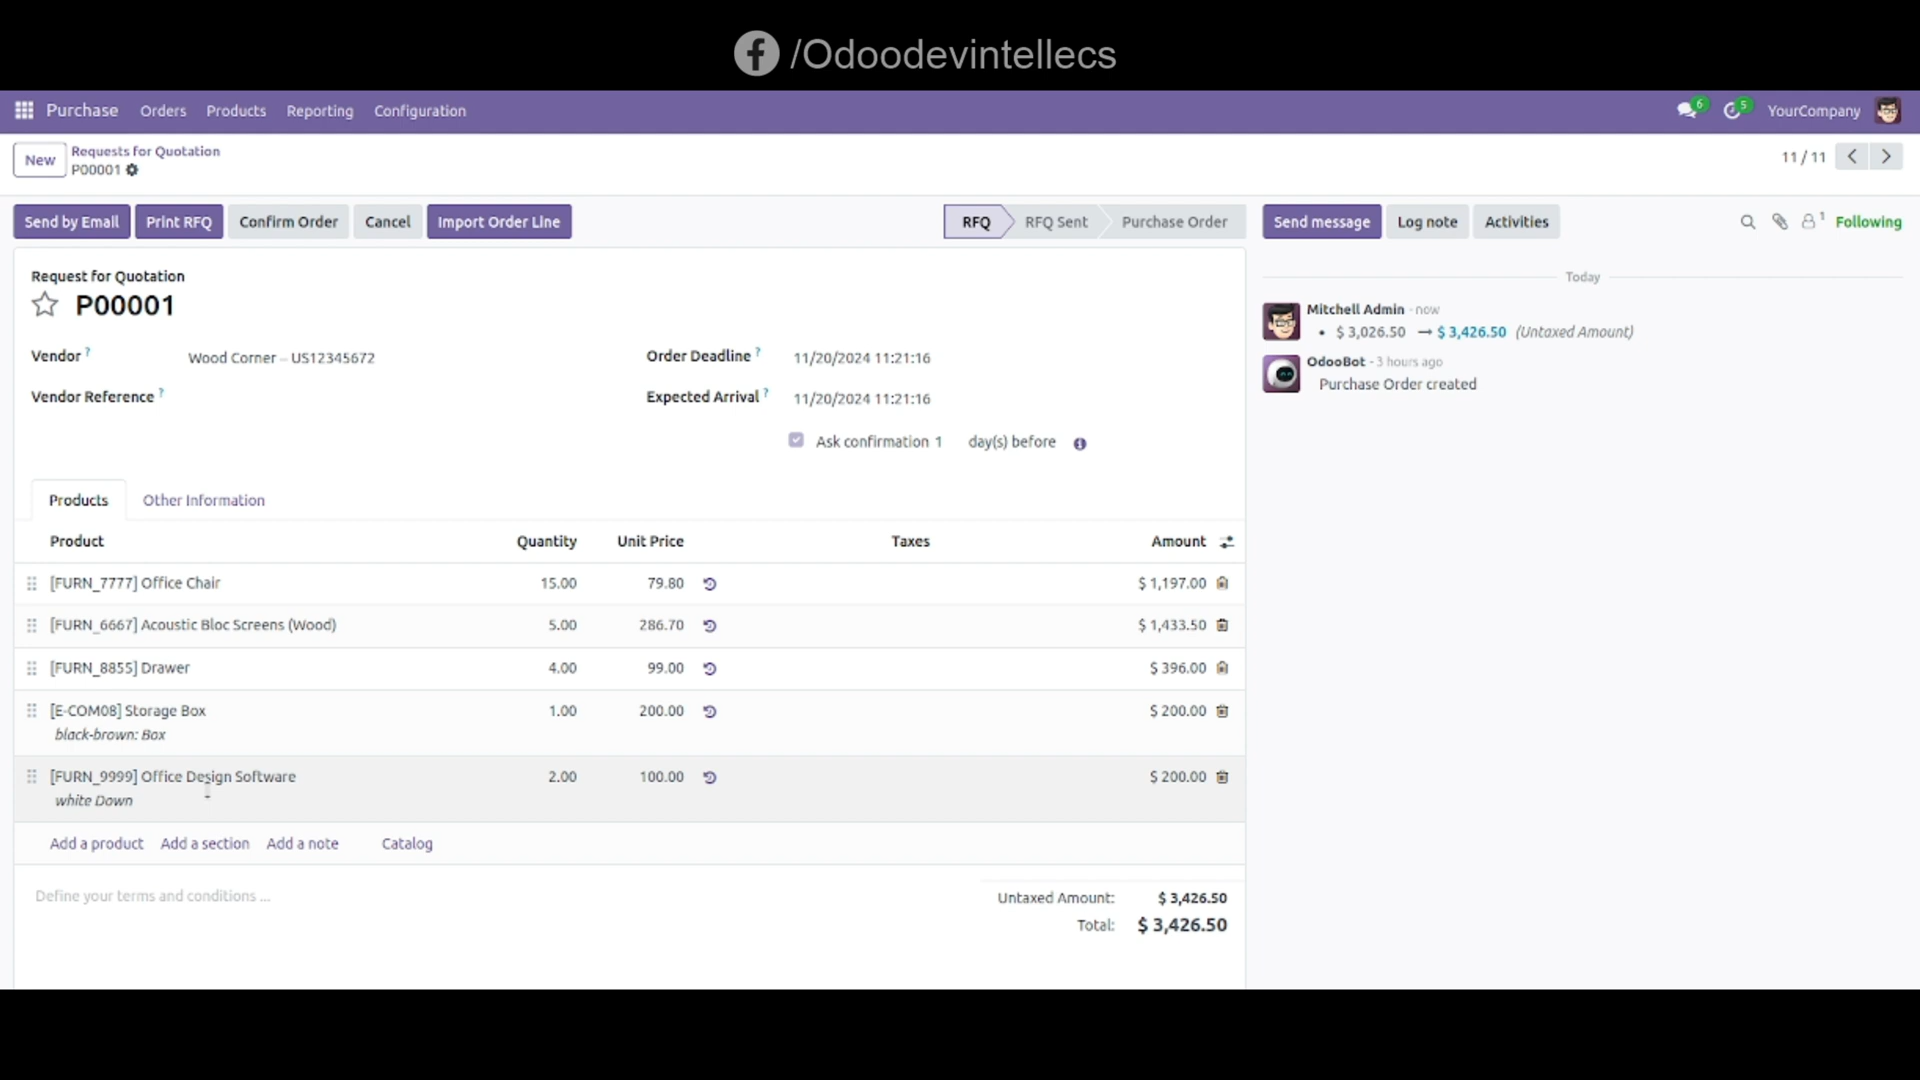 /Odoodevintellecs
Purchase Orders Products Reporting Configuration 6 5 YourCompany
New Requests for Quotation
P00001
11 / 11
Send by Email Print RFQ Confirm Order Cancel Import Order Line RFQ RFQ Sent Purchase Order Send message Log note Activities 1 Following
Request for Quotation
P00001
Vendor ? Wood Corner – US12345672
Order Deadline ? 11/20/2024 11:21:16
Vendor Reference ?
Expected Arrival ? 11/20/2024 11:21:16
Ask confirmation 1 day(s) before
Products Other Information
Product Quantity Unit Price Taxes Amount
[FURN_7777] Office Chair 15.00 79.80 $ 1,197.00
[FURN_6667] Acoustic Bloc Screens (Wood) 5.00 286.70 $ 1,433.50
[FURN_8855] Drawer 4.00 99.00 $ 396.00
[E-COM08] Storage Box 1.00 200.00 $ 200.00
black-brown: Box
[FURN_9999] Office Design Software 2.00 100.00 $ 200.00
white Down
Add a product Add a section Add a note Catalog
Define your terms and conditions ...
Untaxed Amount: $ 3,426.50
Total: $ 3,426.50
Today
Mitchell Admin - now
• $ 3,026.50 → $ 3,426.50 (Untaxed Amount)
OdooBot - 3 hours ago
Purchase Order created